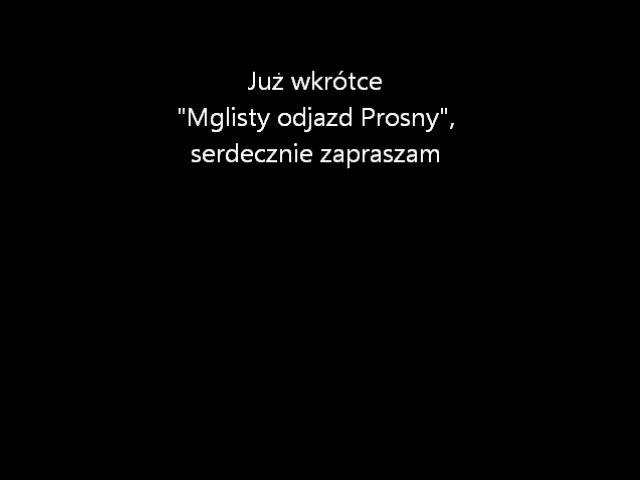 Już wkrótce
"Mglisty odjazd Prosny",
serdecznie zapraszam